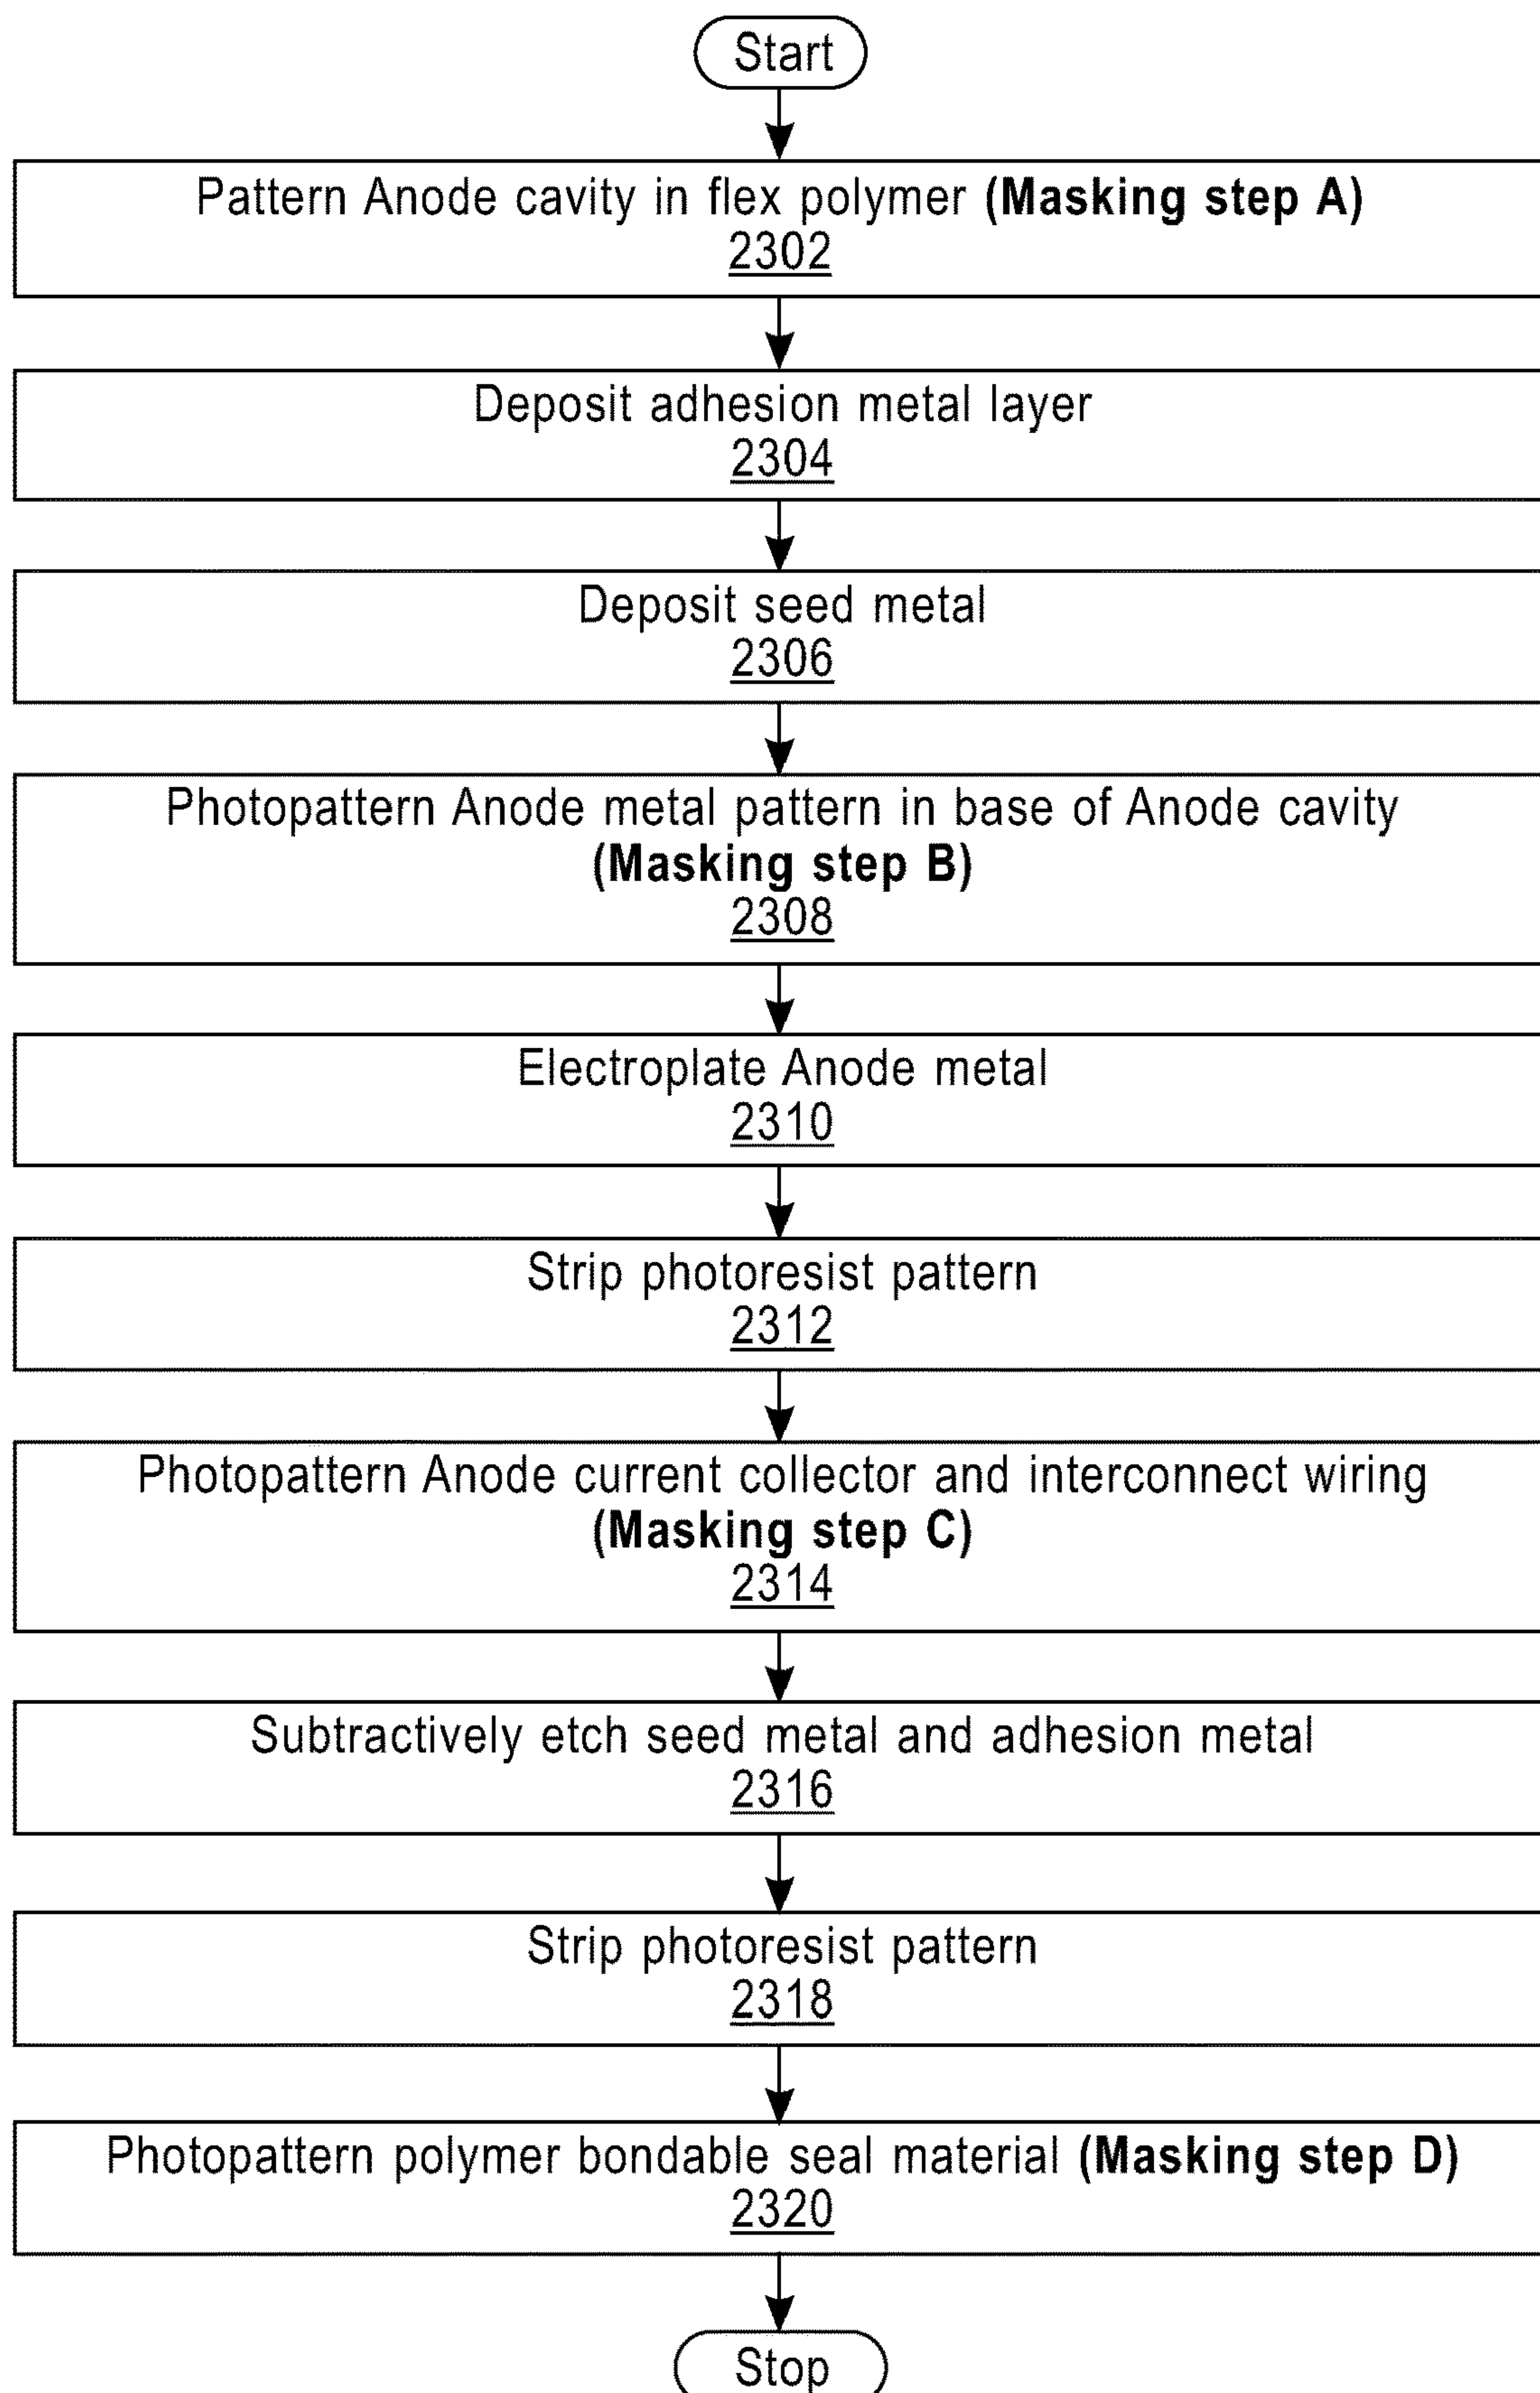 Start
Pattern Anode cavity in flex polymer (Masking step A)
2302
Deposit adhesion metal layer
2304
Deposit seed metal
2306
Photopattern Anode metal pattern in base of Anode cavity
(Masking step B)
2308
Electroplate Anode metal
2310
Strip photoresist pattern
2312
Photopattern Anode current collector and interconnect wiring
(Masking step C)
2314
Subtractively etch seed metal and adhesion metal
2316
Strip photoresist pattern
2318
Photopattern polymer bondable seal material (Masking step D)
2320
Stop